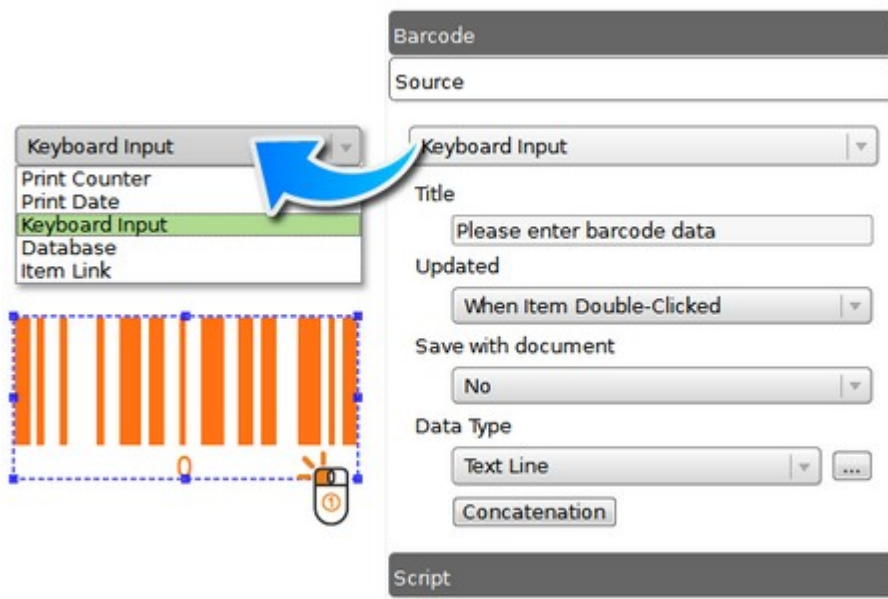 Barcode
Source
Keyboard Input
Title
Please enter barcode data
Updated
When Item Double-Clicked
Save with document
No
Data Type
Text Line
...
Concatenation
Script
Keyboard Input
Print Counter
Print Date
Keyboard Input
Database
Item Link
0
1